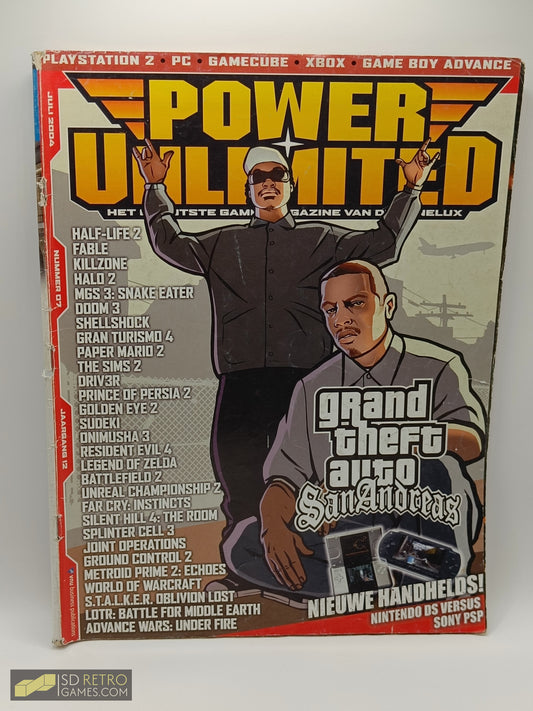 PLAYSTATION 2 • PC • GAMECUBE • XBOX • GAME BOY ADVANCE
POWER
UNLIMITED
HET GAME MAGAZINE VAN
JULI 2004
NUMMER 07
JAARGANG 12
VNU business publications
HALF-LIFE 2
FABLE
KILLZONE
HALO 2
MGS 3: SNAKE EATER
DOOM 3
SHELLSHOCK
GRAN TURISMO 4
PAPER MARIO 2
THE SIMS 2
DRIV3R
PRINCE OF PERSIA 2
GOLDEN EYE 2
SUDEKI
ONIMUSHA 3
RESIDENT EVIL 4
LEGEND OF ZELDA
BATTLEFIELD 2
UNREAL CHAMPIONSHIP 2
FAR CRY: INSTINCTS
SILENT HILL 4: THE ROOM
SPLINTER CELL 3
JOINT OPERATIONS
GROUND CONTROL 2
METROID PRIME 2: ECHOES
WORLD OF WARCRAFT
S.T.A.L.K.E.R. OBLIVION LOST
LOTR: BATTLE FOR MIDDLE EARTH
ADVANCE WARS: UNDER FIRE
grand
theft
auto
San Andreas
NIEUWE HANDHELDS!
NINTENDO DS VERSUS
SONY PSP
SD RETRO
GAMES.COM